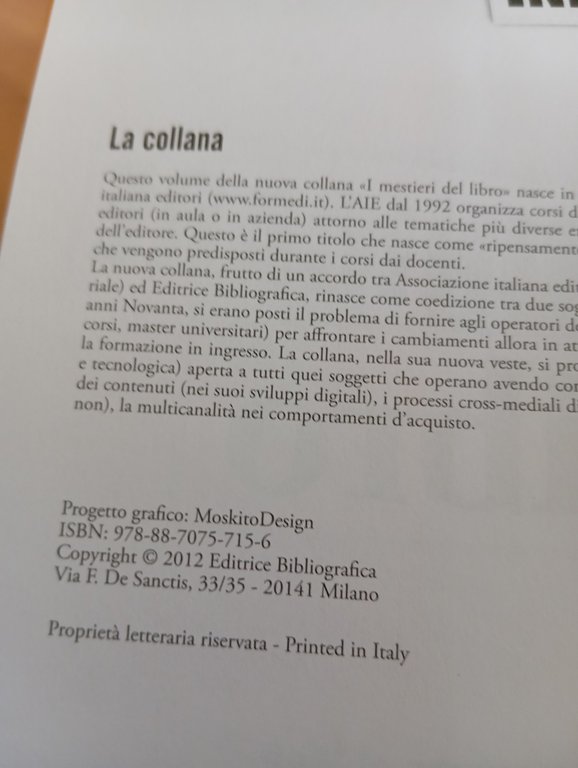 La collana
Questo volume della nuova collana «I mestieri del libro» nasce in
italiana editori (www.formedi.it). L'AIE dal 1992 organizza corsi d
editori (in aula o in azienda) attorno alle tematiche più diverse e
dell'editore. Questo è il primo titolo che nasce come «ripensament
che vengono predisposti durante i corsi dai docenti.
La nuova collana, frutto di un accordo tra Associazione italiana edit
riale) ed Editrice Bibliografica, rinasce come coedizione tra due sog
anni Novanta, si erano posti il problema di fornire agli operatori de
corsi, master universitari) per affrontare i cambiamenti allora in at
la formazione in ingresso. La collana, nella sua nuova veste, si pro
e tecnologica) aperta a tutti quei soggetti che operano avendo con
dei contenuti (nei suoi sviluppi digitali), i processi cross-mediali di
non), la multicanalità nei comportamenti d'acquisto.
Progetto grafico: MoskitoDesign
ISBN: 978-88-7075-715-6
Copyright © 2012 Editrice Bibliografica
Via F. De Sanctis, 33/35 - 20141 Milano
Proprietà letteraria riservata - Printed in Italy